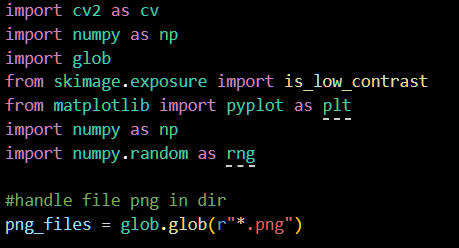 import cv2 as cv
import numpy as np
import glob
from skimage.exposure import is_low_contrast
from matplotlib import pyplot as plt
import numpy as np
import numpy.random as rng
#handle file png in dir
png_files = glob.glob(r"*.png")